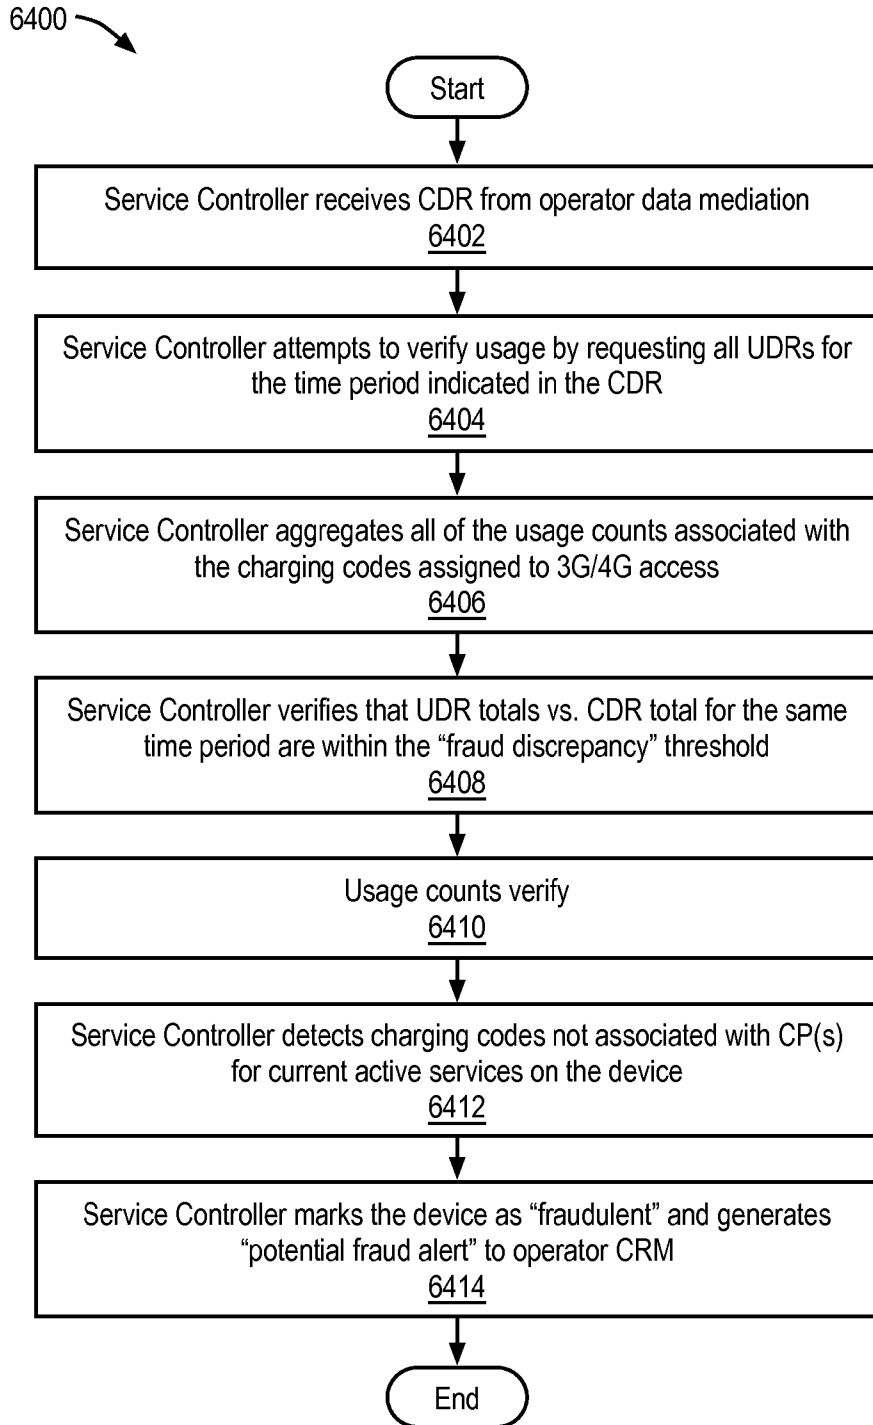 6400
Start
Service Controller receives CDR from operator data mediation
6402
Service Controller attempts to verify usage by requesting all UDRs for
the time period indicated in the CDR
6404
Service Controller aggregates all of the usage counts associated with
the charging codes assigned to 3G/4G access
6406
Service Controller verifies that UDR totals vs. CDR total for the same
time period are within the “fraud discrepancy” threshold
6408
Usage counts verify
6410
Service Controller detects charging codes not associated with CP(s)
for current active services on the device
6412
Service Controller marks the device as “fraudulent” and generates
“potential fraud alert” to operator CRM
6414
End